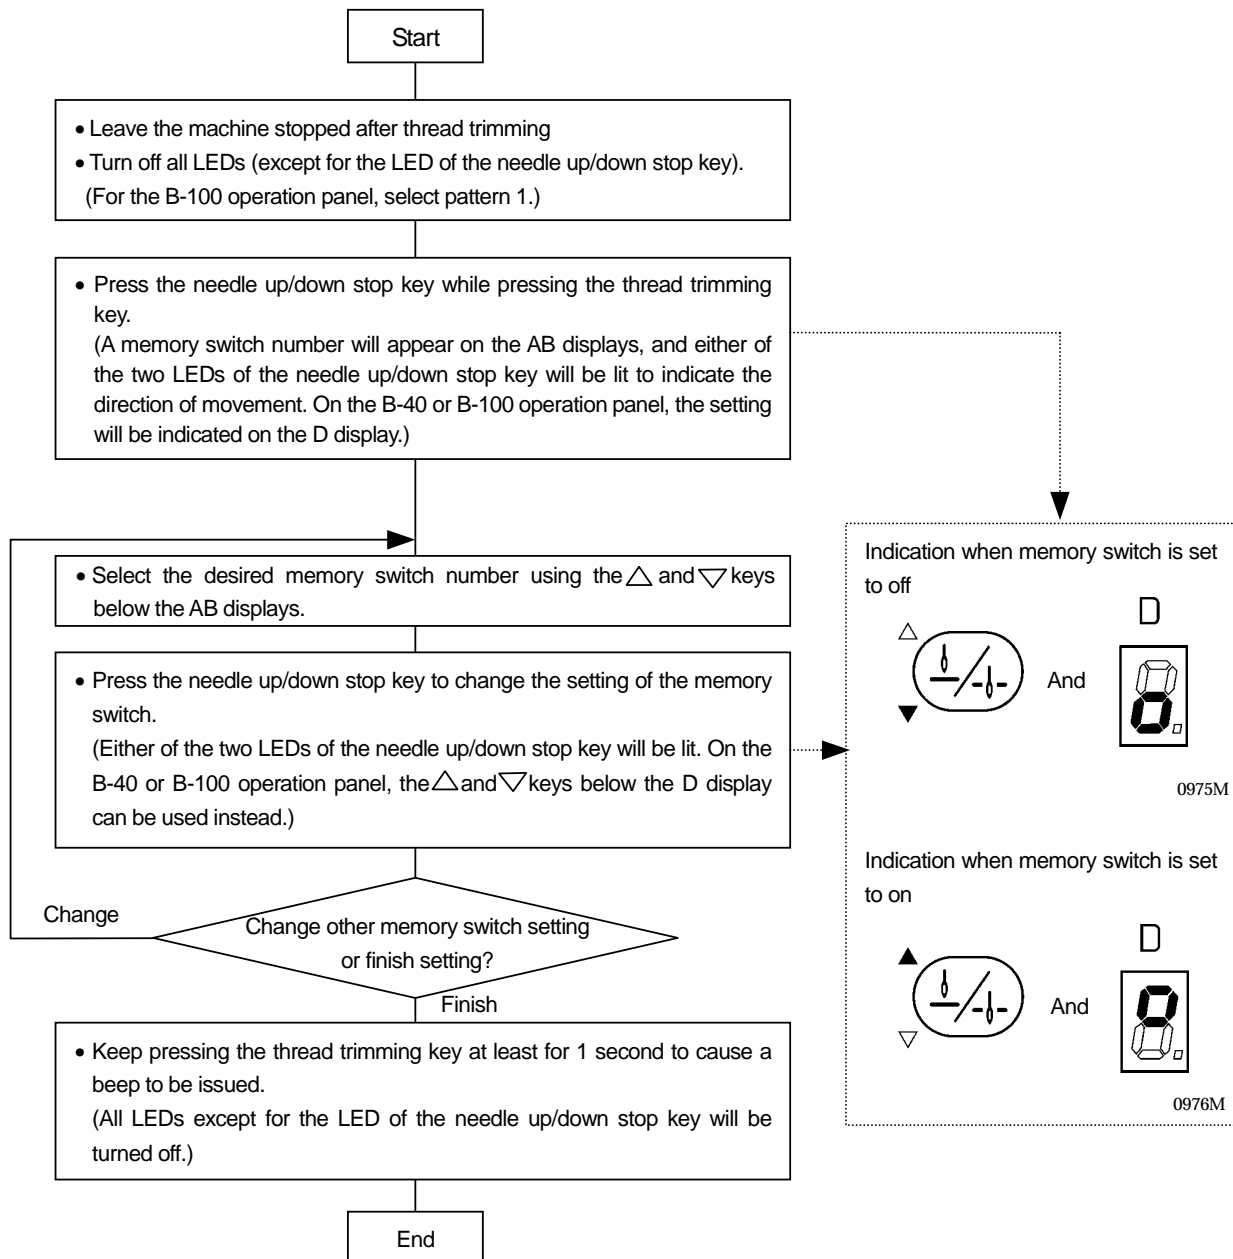 Start
• Leave the machine stopped after thread trimming
• Turn off all LEDs (except for the LED of the needle up/down stop key).
(For the B-100 operation panel, select pattern 1.)
• Press the needle up/down stop key while pressing the thread trimming
key.
(A memory switch number will appear on the AB displays, and either of
the two LEDs of the needle up/down stop key will be lit to indicate the
direction of movement. On the B-40 or B-100 operation panel, the setting
will be indicated on the D display.)
• Select the desired memory switch number using the △ and ▽ keys
below the AB displays.
• Press the needle up/down stop key to change the setting of the memory
switch.
(Either of the two LEDs of the needle up/down stop key will be lit. On the
B-40 or B-100 operation panel, the △ and ▽ keys below the D display
can be used instead.)
Change
Change other memory switch setting
or finish setting?
Finish
• Keep pressing the thread trimming key at least for 1 second to cause a
beep to be issued.
(All LEDs except for the LED of the needle up/down stop key will be
turned off.)
End
Indication when memory switch is set
to off
D
And
0975M
Indication when memory switch is set
to on
D
And
0976M